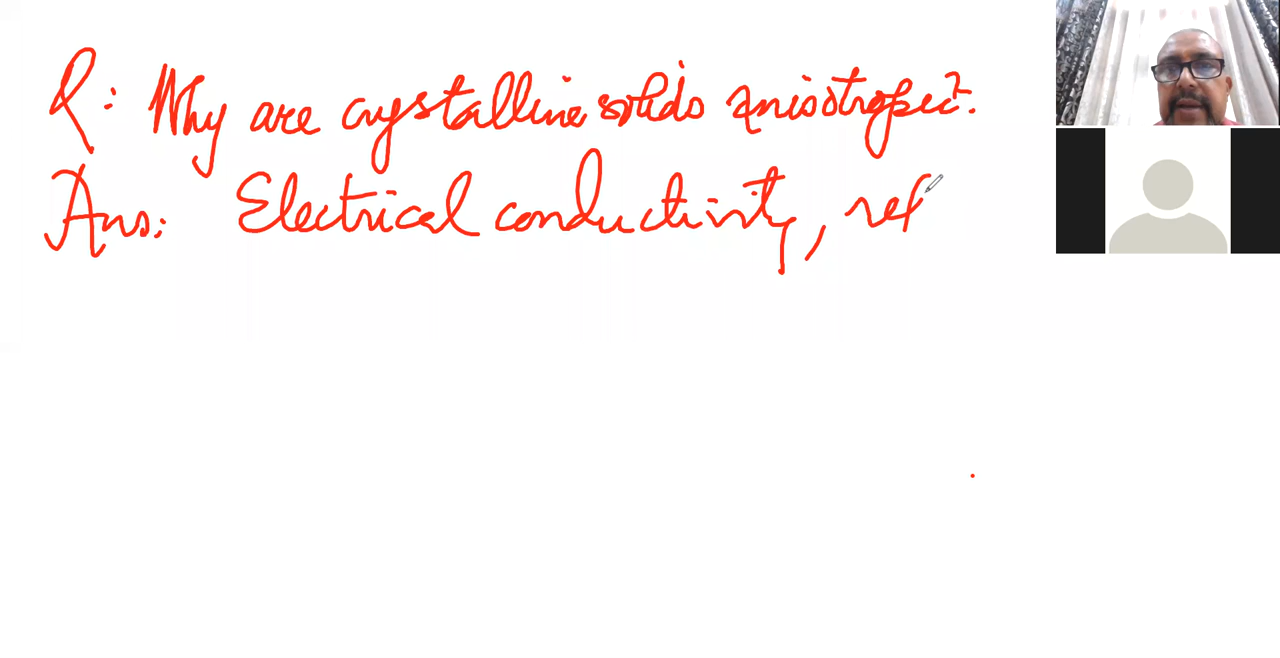 Q: Why are crystalline solids anisotropic?
Ans: Electrical conductivity, ref